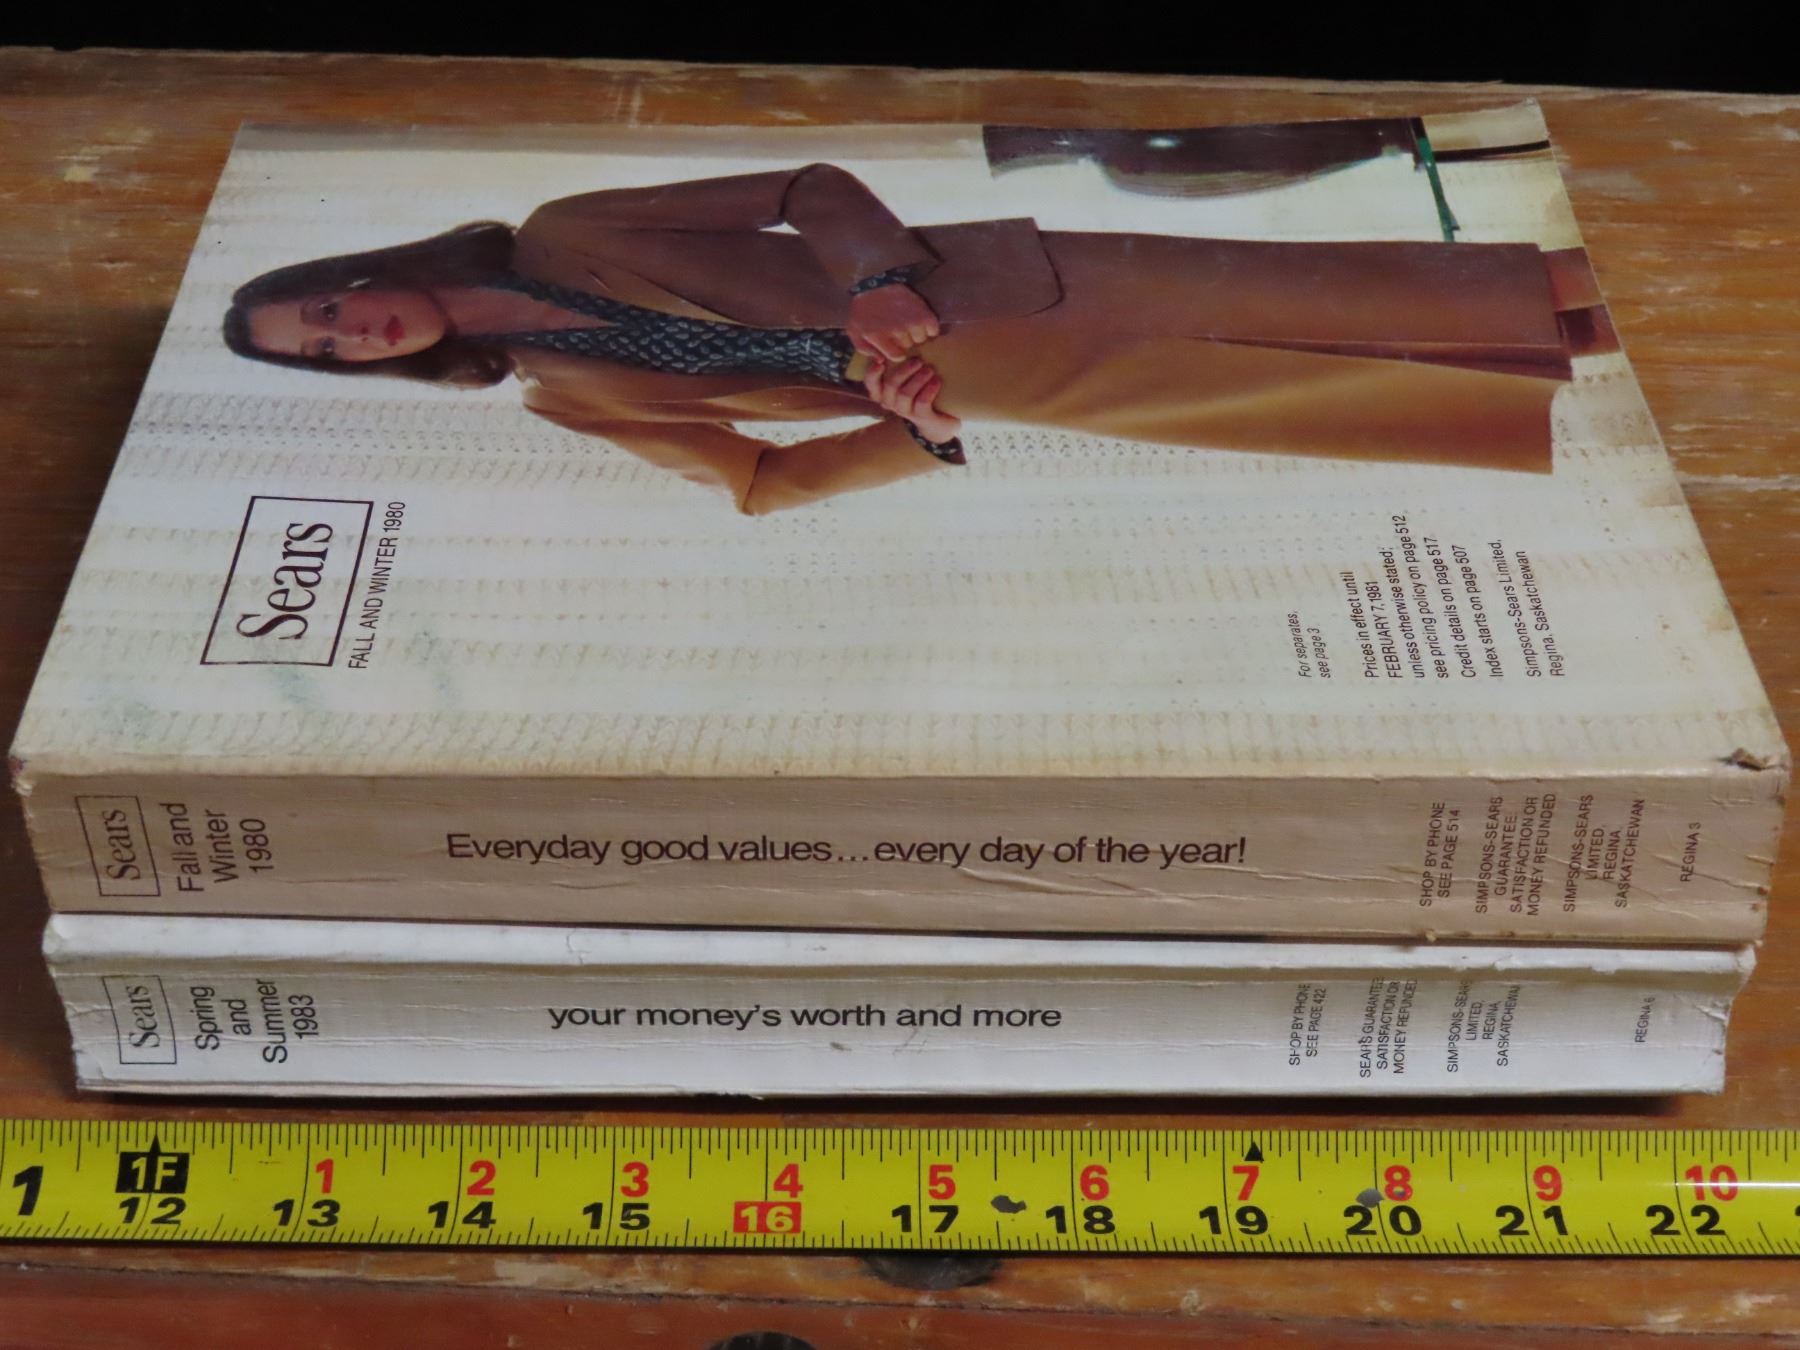 Sears
FALL AND WINTER 1980
For separates,
see page 3
Prices in effect until
FEBRUARY 7, 1981
unless otherwise stated;
see pricing policy on page 512
Credit details on page 517
Index starts on page 507
Simpsons-Sears Limited,
Regina, Saskatchewan
Sears
Fall and
Winter
1980
Everyday good values...every day of the year!
SHOP BY PHONE
SEE PAGE 514
SIMPSONS-SEARS
GUARANTEE
SATISFACTION OR
MONEY REFUNDED
SIMPSONS-SEARS
LIMITED,
REGINA,
SASKATCHEWAN
REGINA 3
Sears
Spring
and
Summer
1983
your money's worth and more
SHOP BY PHONE
SEE PAGE 422
SEARS GUARANTEE
SATISFACTION OR
MONEY REFUNDED
SIMPSONS-SEARS
LIMITED,
REGINA,
SASKATCHEWAN
REGINA 6
1 1F 1 2 3 4 5 6 7 8 9 10
12 13 14 15 16 17 18 19 20 21 22